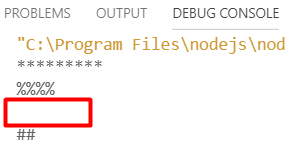 PROBLEMS OUTPUT DEBUG CONSOLE
"C:\Program Files\nodejs\nod
*********
%%%%
##